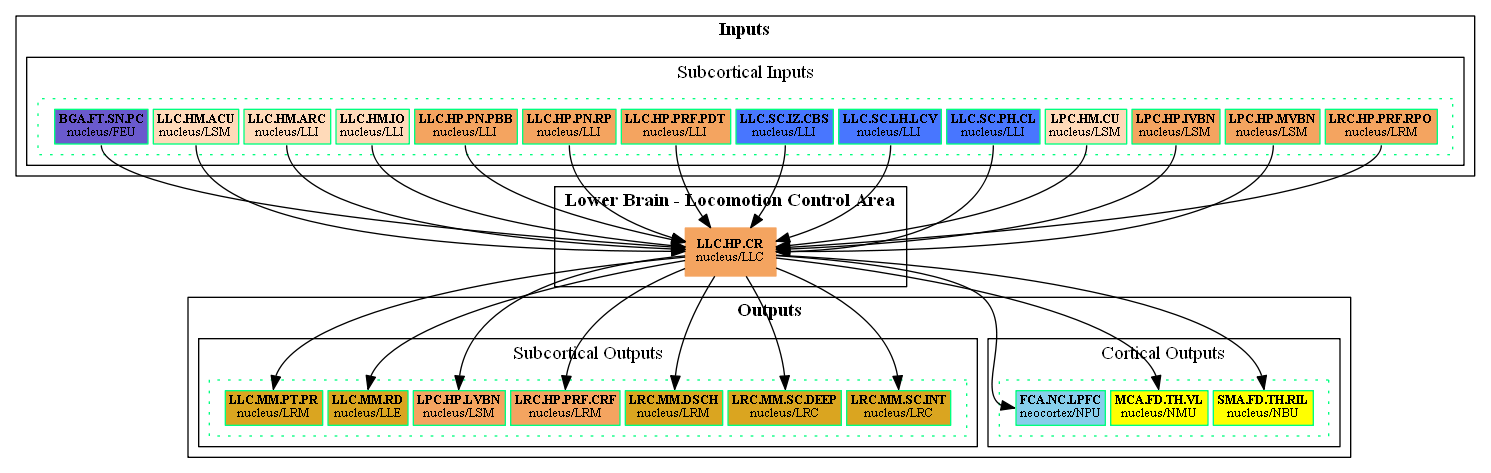 Inputs
Subcortical Inputs
BGA.FT.SN.PC
nucleus/FEU
LLC.HM.ACU
nucleus/LSM
LLC.HM.ARC
nucleus/LLI
LLC.HM.IO
nucleus/LLI
LLC.HP.PN.PBB
nucleus/LLI
LLC.HP.PN.RP
nucleus/LLI
LLC.HP.PRF.PDT
nucleus/LLI
LLC.SC.IZ.CBS
nucleus/LLI
LLC.SC.LH.LCV
nucleus/LLI
LLC.SC.PH.CL
nucleus/LLI
LPC.HM.CU
nucleus/LSM
LPC.HP.IVBN
nucleus/LSM
LPC.HP.MVBN
nucleus/LSM
LRC.HP.PRF.RPO
nucleus/LRM
Lower Brain - Locomotion Control Area
LLC.HP.CR
nucleus/LLC
Outputs
Subcortical Outputs
LLC.MM.PT.PR
nucleus/LRM
LLC.MM.RD
nucleus/LLE
LPC.HP.LVBN
nucleus/LSM
LRC.HP.PRF.CRF
nucleus/LRM
LRC.MM.DSCH
nucleus/LRM
LRC.MM.SC.DEEP
nucleus/LRC
LRC.MM.SC.INT
nucleus/LRC
Cortical Outputs
FCA.NC.LPFC
neocortex/NPU
MCA.FD.TH.VL
nucleus/NMU
SMA.FD.TH.RIL
nucleus/NBU